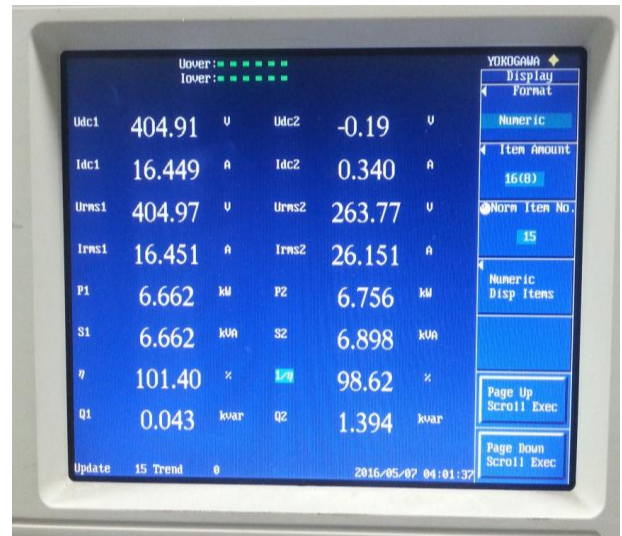 Uover:
Iover:
YOKOGAWA
Display
Format
Numeric
Item Amount
16(8)
Norm Item No.
15
Numeric
Disp Items
Page Up
Scroll Exec
Page Down
Scroll Exec
Udc1 404.91 V Udc2 -0.19 V
Idc1 16.449 A Idc2 0.340 A
Urms1 404.97 V Urms2 263.77 V
Irms1 16.451 A Irms2 26.151 A
P1 6.662 kW P2 6.756 kW
S1 6.662 kVA S2 6.898 kVA
η 101.40 % 1/η 98.62 %
Q1 0.043 kvar Q2 1.394 kvar
Update 15 Trend 0 2016/05/07 04:01:37